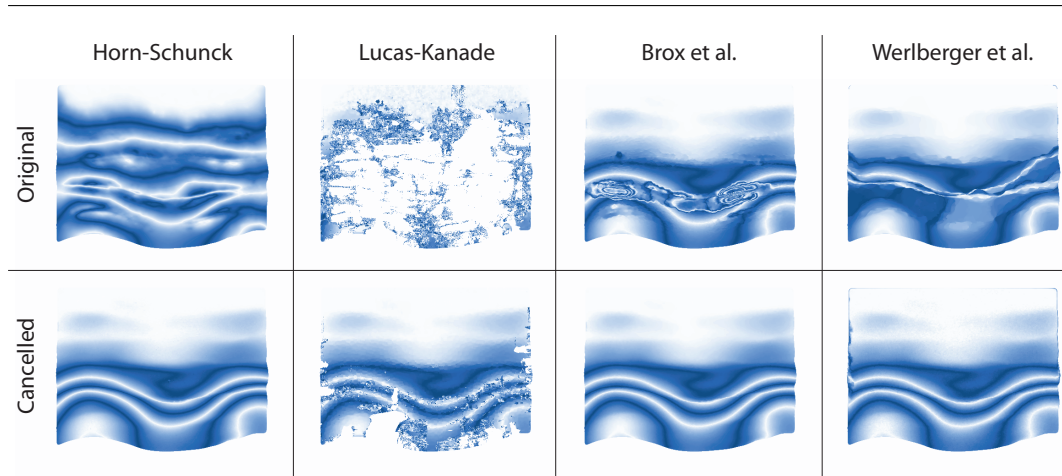 Horn-Schunck Lucas-Kanade Brox et al. Werlberger et al.
Original
Cancelled